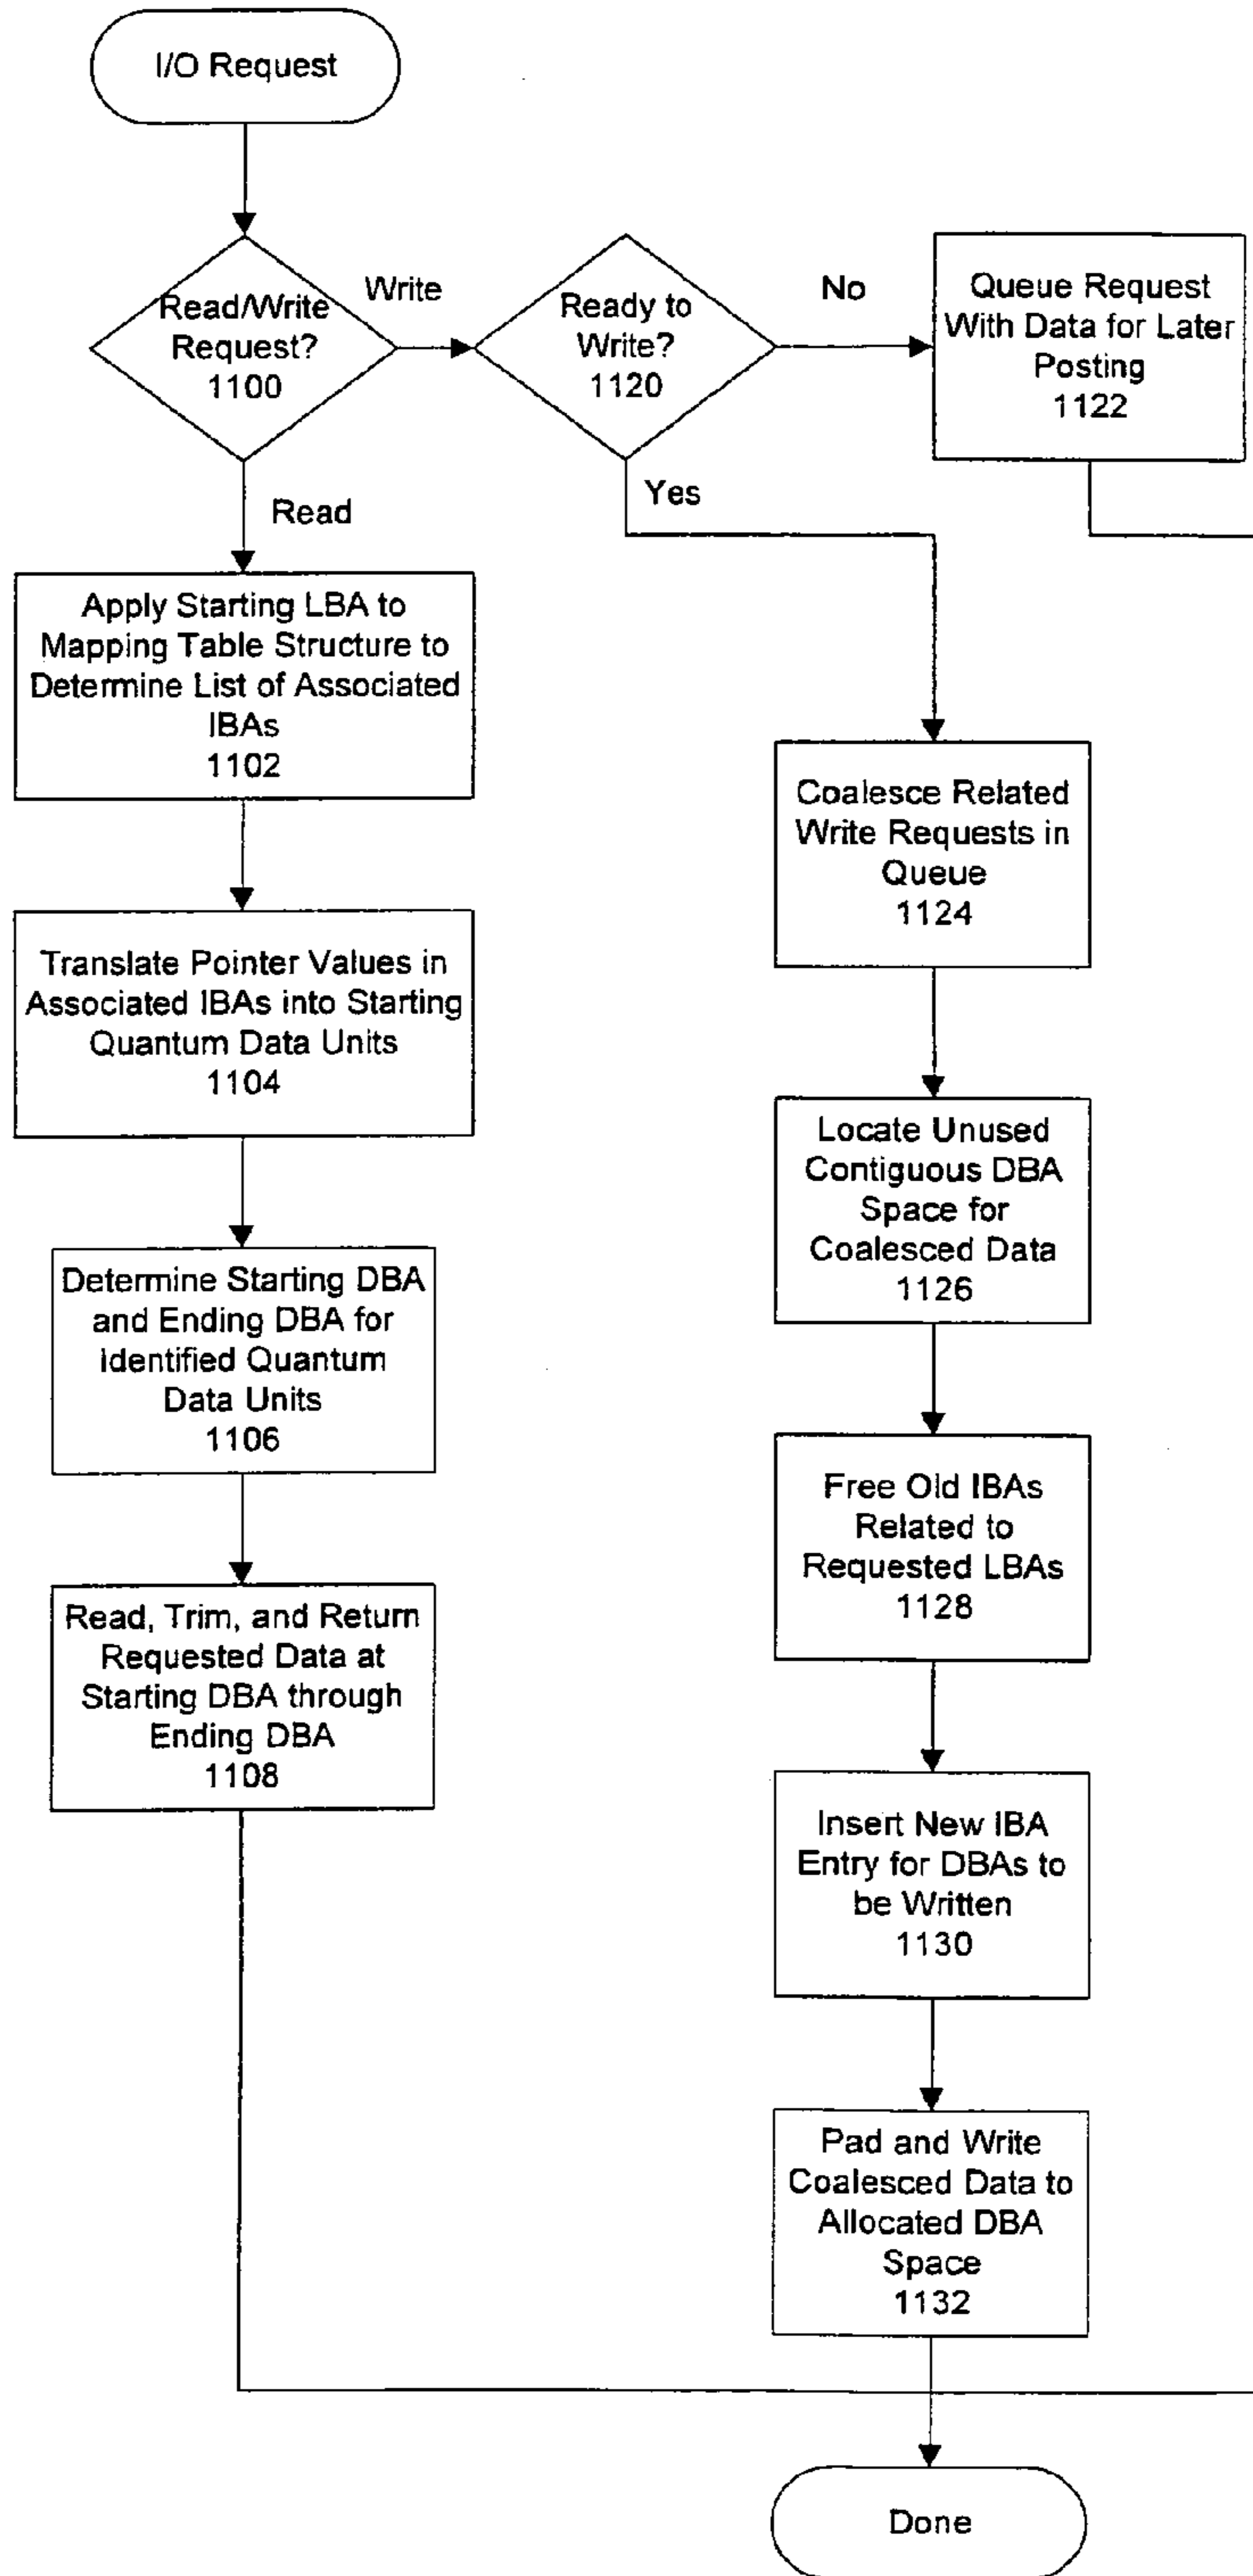 I/O Request
Read/Write
Request?
1100
Write
Ready to
Write?
1120
No
Queue Request
With Data for Later
Posting
1122
Read
Yes
Apply Starting LBA to
Mapping Table Structure to
Determine List of Associated
IBAs
1102
Translate Pointer Values in
Associated IBAs into Starting
Quantum Data Units
1104
Determine Starting DBA
and Ending DBA for
Identified Quantum
Data Units
1106
Read, Trim, and Return
Requested Data at
Starting DBA through
Ending DBA
1108
Coalesce Related
Write Requests in
Queue
1124
Locate Unused
Contiguous DBA
Space for
Coalesced Data
1126
Free Old IBAs
Related to
Requested LBAs
1128
Insert New IBA
Entry for DBAs to
be Written
1130
Pad and Write
Coalesced Data to
Allocated DBA
Space
1132
Done